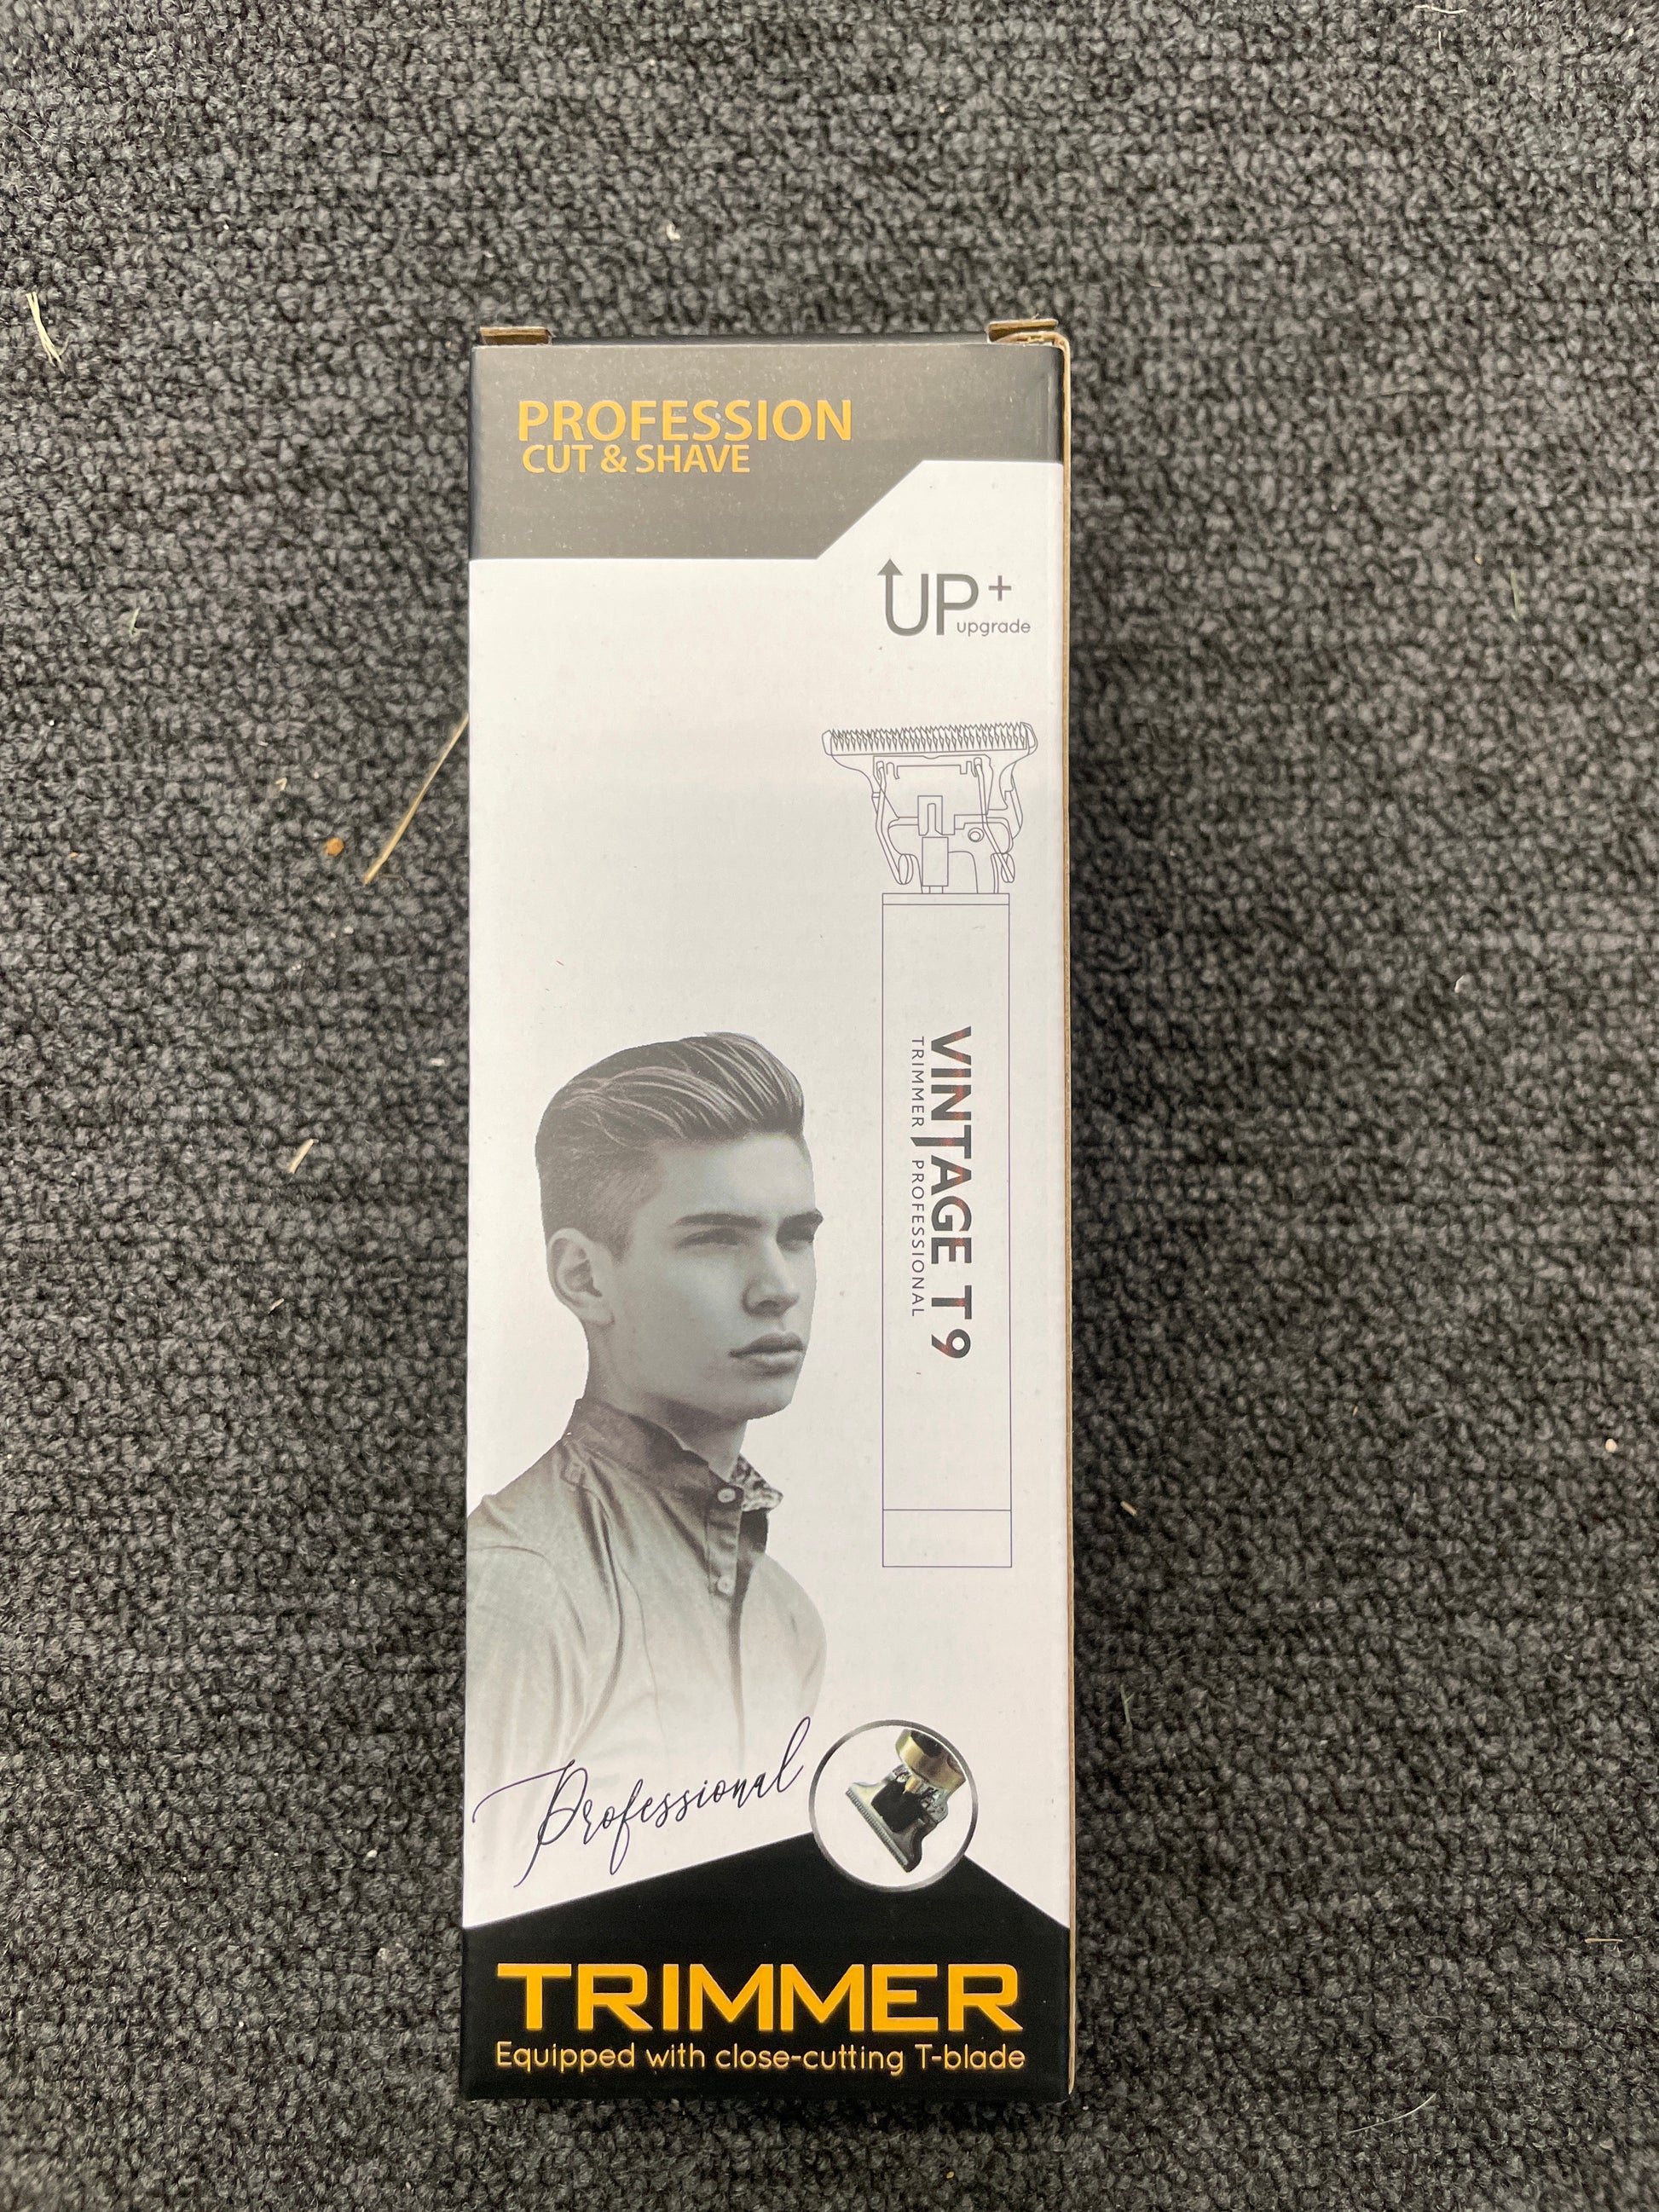 PROFESSION
CUT & SHAVE
UP+
upgrade
VINTAGE T9
TRIMMER PROFESSIONAL
Professional
TRIMMER
Equipped with close-cutting T-blade